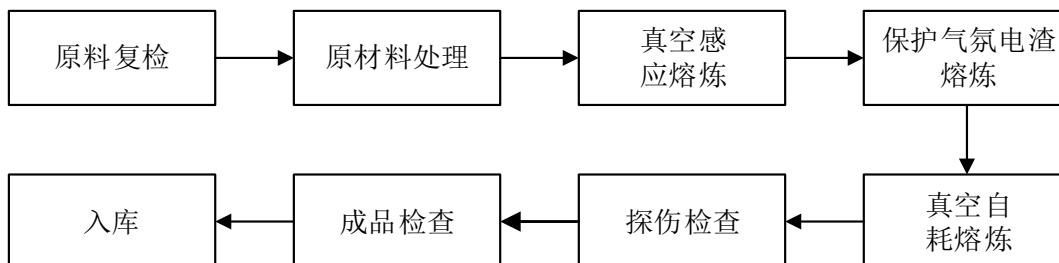 原料复检
原材料处理
真空感
应熔炼
保护气氛电渣
熔炼
真空自
耗熔炼
探伤检查
成品检查
入库